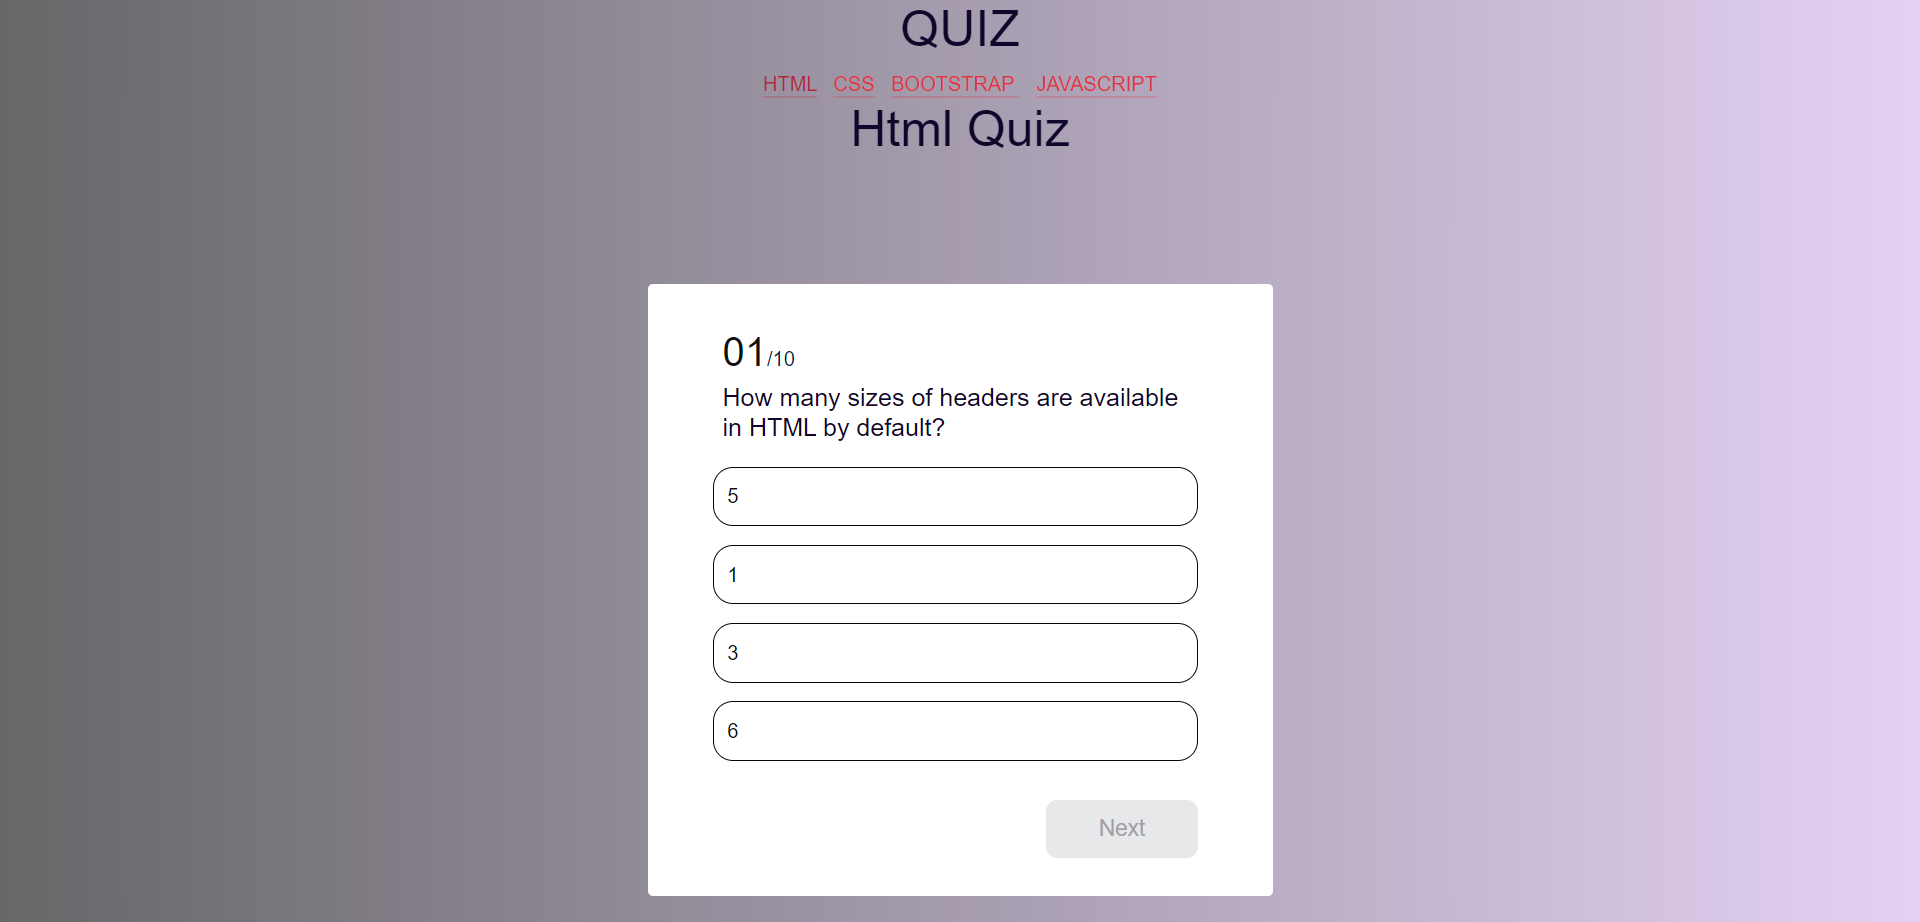 QUIZ
HTML CSS BOOTSTRAP JAVASCRIPT
Html Quiz
01/10
How many sizes of headers are available
in HTML by default?
5
1
3
6
Next